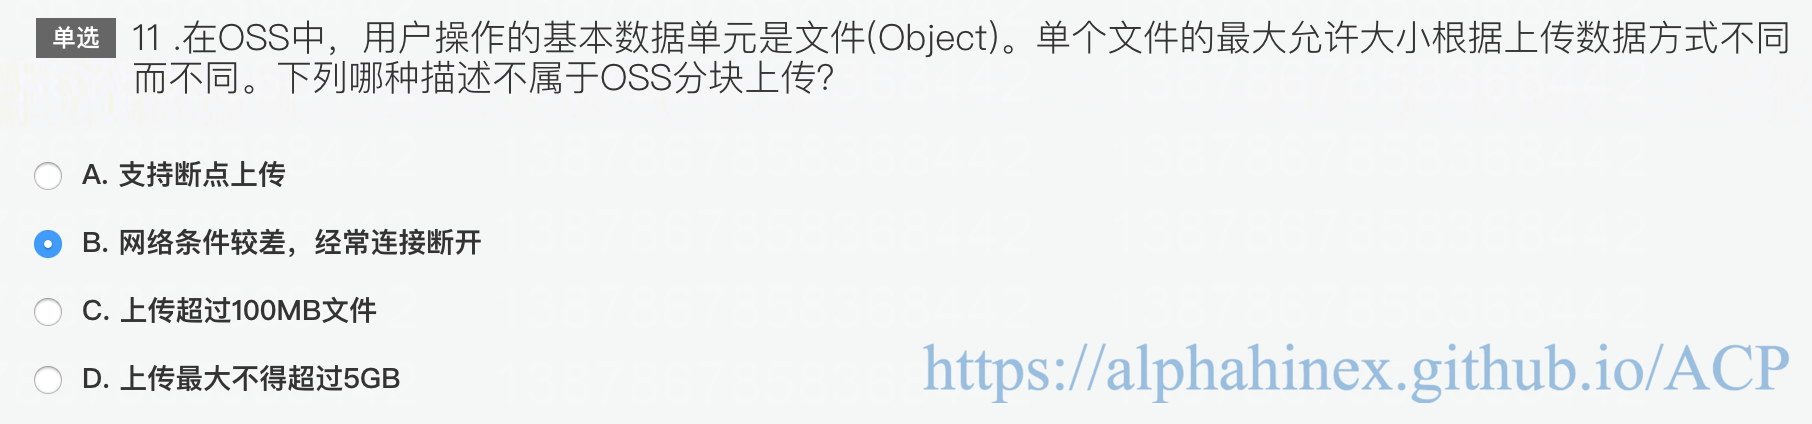 单选 11 .在OSS中，用户操作的基本数据单元是文件(Object)。单个文件的最大允许大小根据上传数据方式不同
而不同。下列哪种描述不属于OSS分块上传?
A. 支持断点上传
B. 网络条件较差，经常连接断开
C. 上传超过100MB文件
D. 上传最大不得超过5GB
https://alphahinex.github.io/ACP